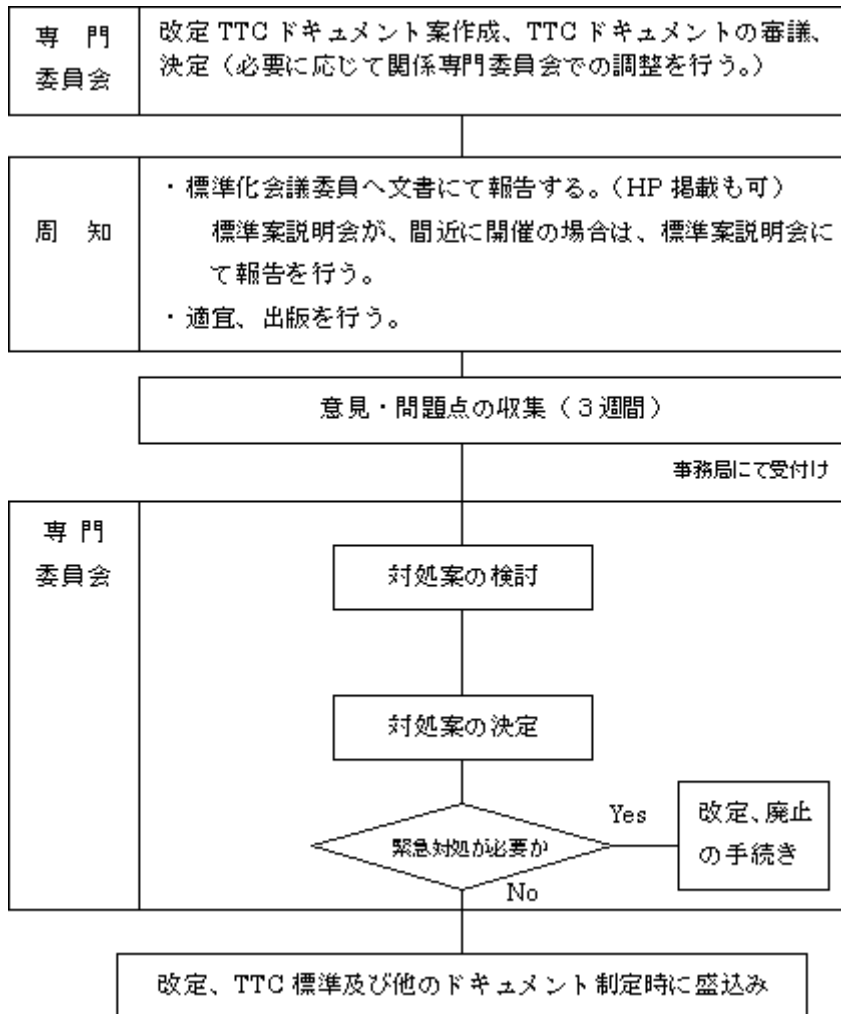 専　門
委員会
改定 TTC ドキュメント案作成、TTC ドキュメントの審議、
決定（必要に応じて関係専門委員会での調整を行う。）
周　知
・標準化会議委員へ文書にて報告する。（HP 掲載も可）
標準案説明会が、間近に開催の場合は、標準案説明会に
て報告を行う。
・適宜、出版を行う。
意見・問題点の収集（３週間）
事務局にて受付け
専 門
委員会
対処案の検討
対処案の決定
緊急対処が必要か
Yes
改定、廃止
の手続き
No
改定、TTC 標準及び他のドキュメント制定時に盛込み